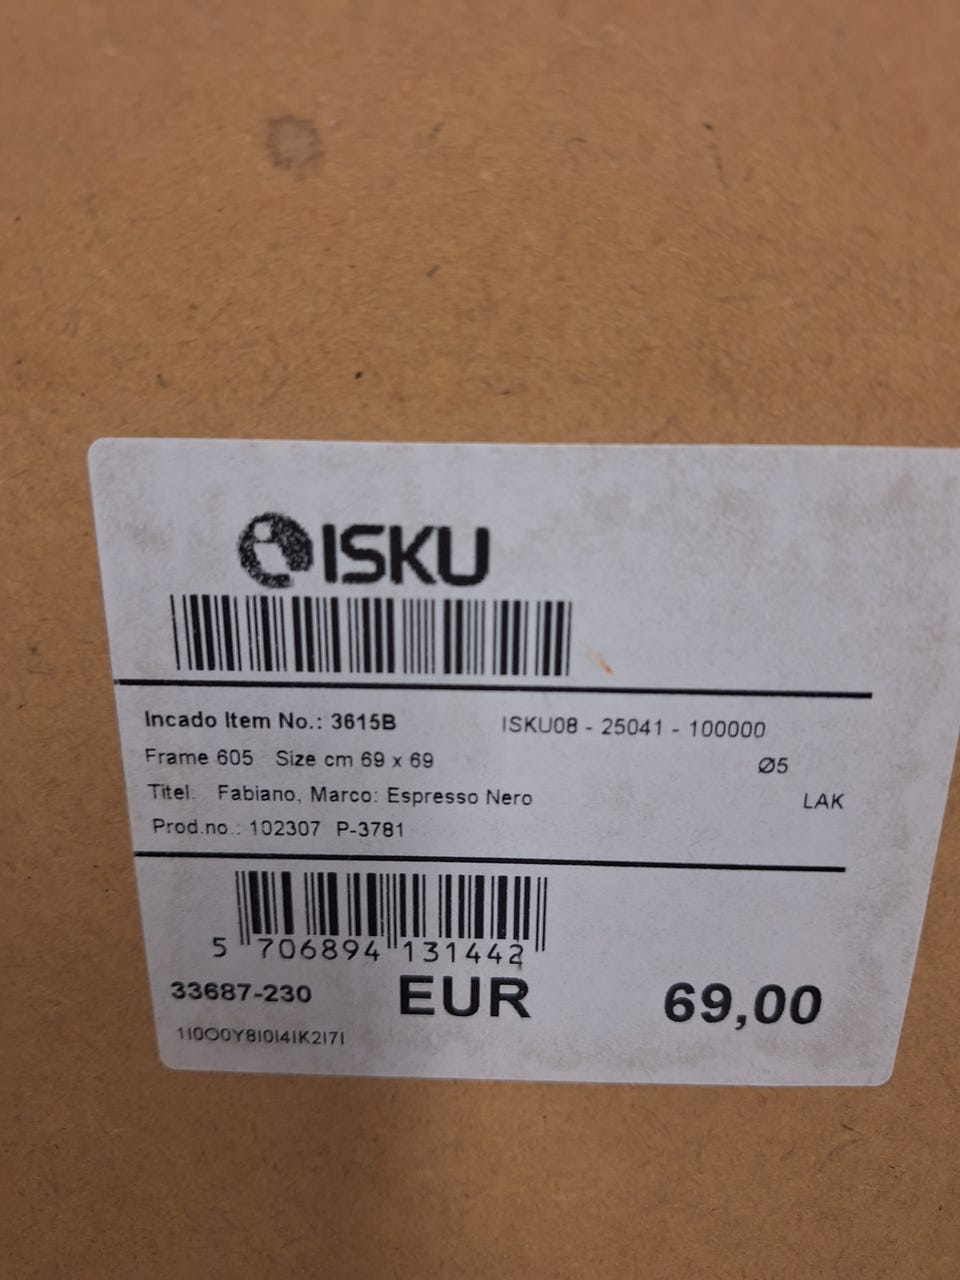 ISKU
Incado Item No.: 3615B ISKU08 - 25041 - 100000
Frame 605 Size cm 69 x 69 Ø5
Titel: Fabiano, Marco: Espresso Nero LAK
Prod.no.: 102307 P-3781
5 706894 131442
33687-230 EUR 69,00